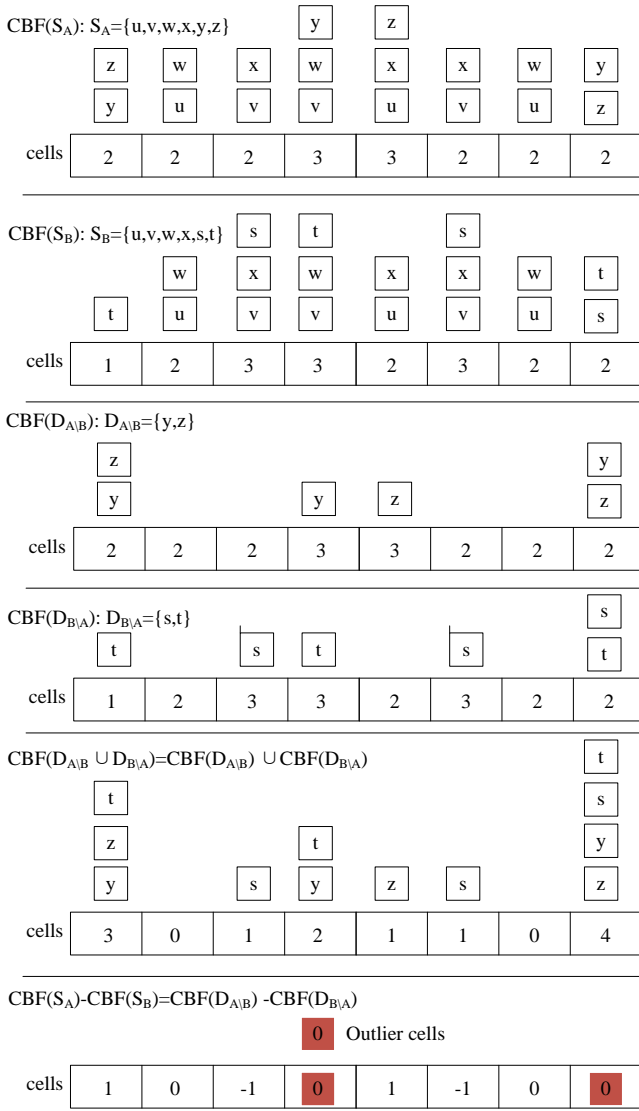 CBF(S_A): S_A={u,v,w,x,y,z}
y z
z w x w x x w y
y u v v u v u z
cells 2 2 2 3 3 2 2 2
CBF(S_B): S_B={u,v,w,x,s,t}
s t s
w x w x x w t
t u v v u v u s
cells 1 2 3 3 2 3 2 2
CBF(D_A\B): D_A\B={y,z}
z y
y y z z
cells 2 2 2 3 3 2 2 2
CBF(D_B\A): D_B\A={s,t}
s
t s t s t
cells 1 2 3 3 2 3 2 2
CBF(D_A\B ∪ D_B\A)=CBF(D_A\B) ∪ CBF(D_B\A)
t
t s
z t y
y s y z s z
cells 3 0 1 2 1 1 0 4
CBF(S_A)-CBF(S_B)=CBF(D_A\B) -CBF(D_B\A)
0 Outlier cells
cells 1 0 -1 0 1 -1 0 0